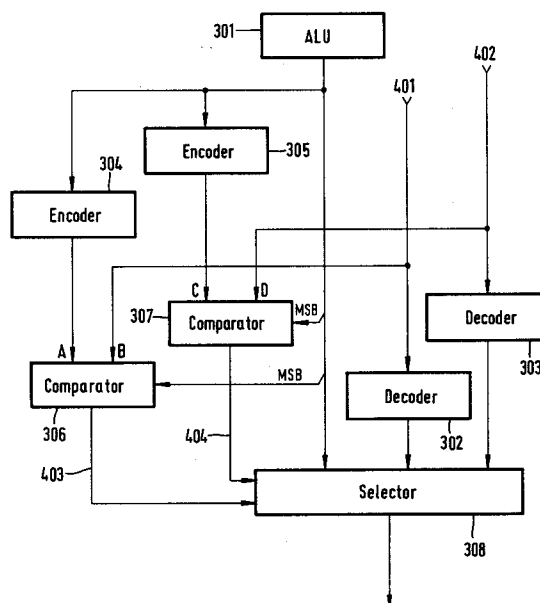 301
ALU
402
401
304
Encoder
305
Encoder
C
D
MSB
307
Comparator
Decoder
303
A
B
MSB
Comparator
306
404
Decoder
302
403
Selector
308